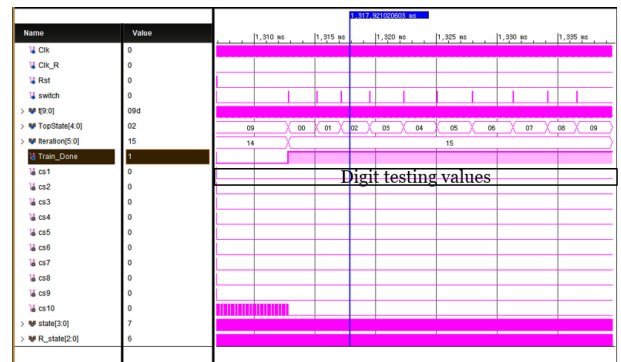 1,317.921020603 ms
Name Value
1,310 ms 1,315 ms 1,320 ms 1,325 ms 1,330 ms 1,335 ms
Clk 0
Clk_R 0
Rst 0
switch 0
t[9:0] 09d
TopState[4:0] 02 09 00 01 02 03 04 05 06 07 08 09
Iteration[5:0] 15 14 15
Train_Done 1
cs1 0 Digit testing values
cs2 0
cs3 0
cs4 0
cs5 0
cs6 0
cs7 0
cs8 0
cs9 0
cs10 0
state[3:0] 7
R_state[2:0] 6